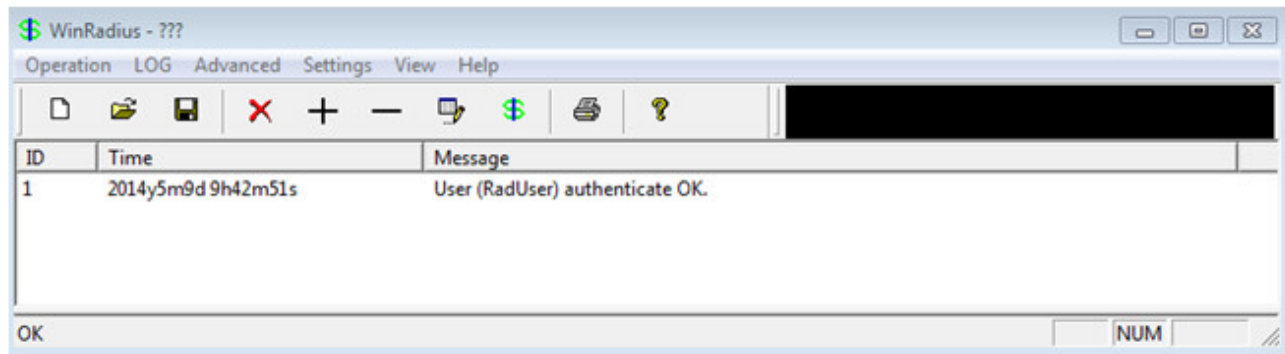 WinRadius - ???
Operation LOG Advanced Settings View Help
ID Time Message
1 2014y5m9d 9h42m51s User (RadUser) authenticate OK.
OK NUM